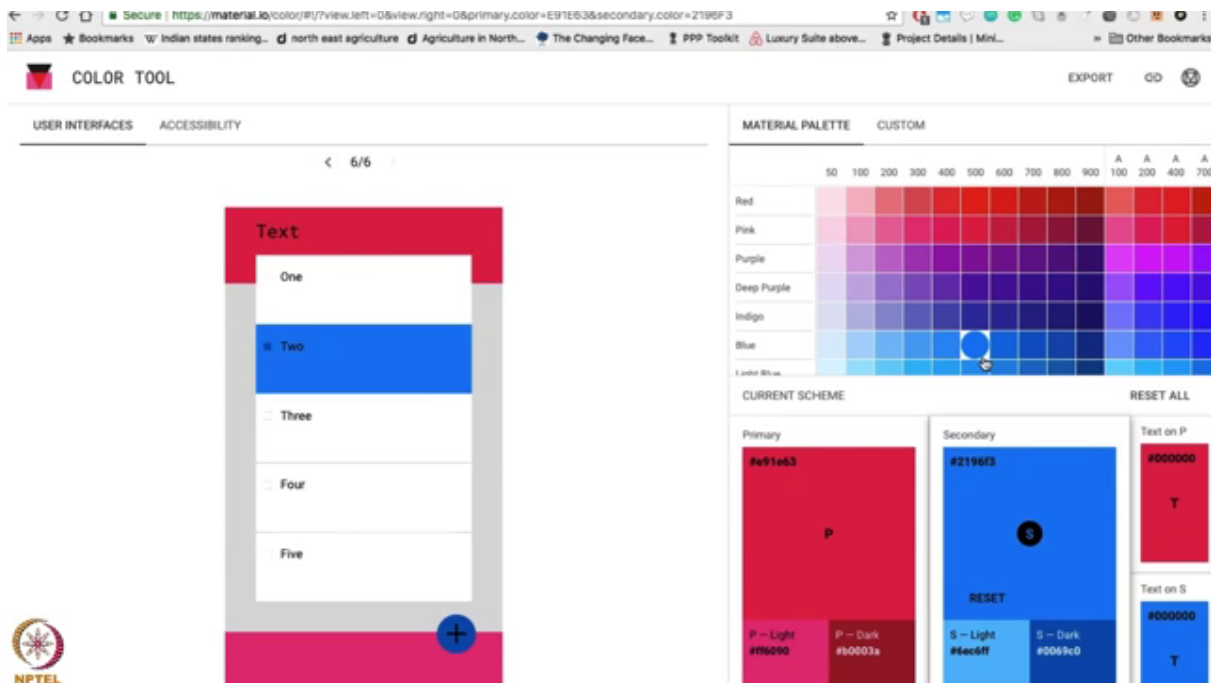 Secure | https://material.io/color/#!/?view.left=0&view.right=0&primary.color=E91E63&secondary.color=2196F3
Apps Bookmarks Indian states ranking... north east agriculture Agriculture in North... The Changing Face... PPP Toolkit Luxury Suite above... Project Details | Mini... » Other Bookmarks
COLOR TOOL
EXPORT
USER INTERFACES ACCESSIBILITY
MATERIAL PALETTE CUSTOM
< 6/6
A A A A
50 100 200 300 400 500 600 700 800 900 100 200 400 700
Red
Pink
Purple
Deep Purple
Indigo
Blue
Light Blue
Text
One
Two
Three
Four
Five
+
CURRENT SCHEME RESET ALL
Primary
#e91e63
P
P — Light
#ff6090
P — Dark
#b0003a
Secondary
#2196f3
S
RESET
S — Light
#6ec6ff
S — Dark
#0069c0
Text on P
#000000
T
Text on S
#000000
T
NPTEL